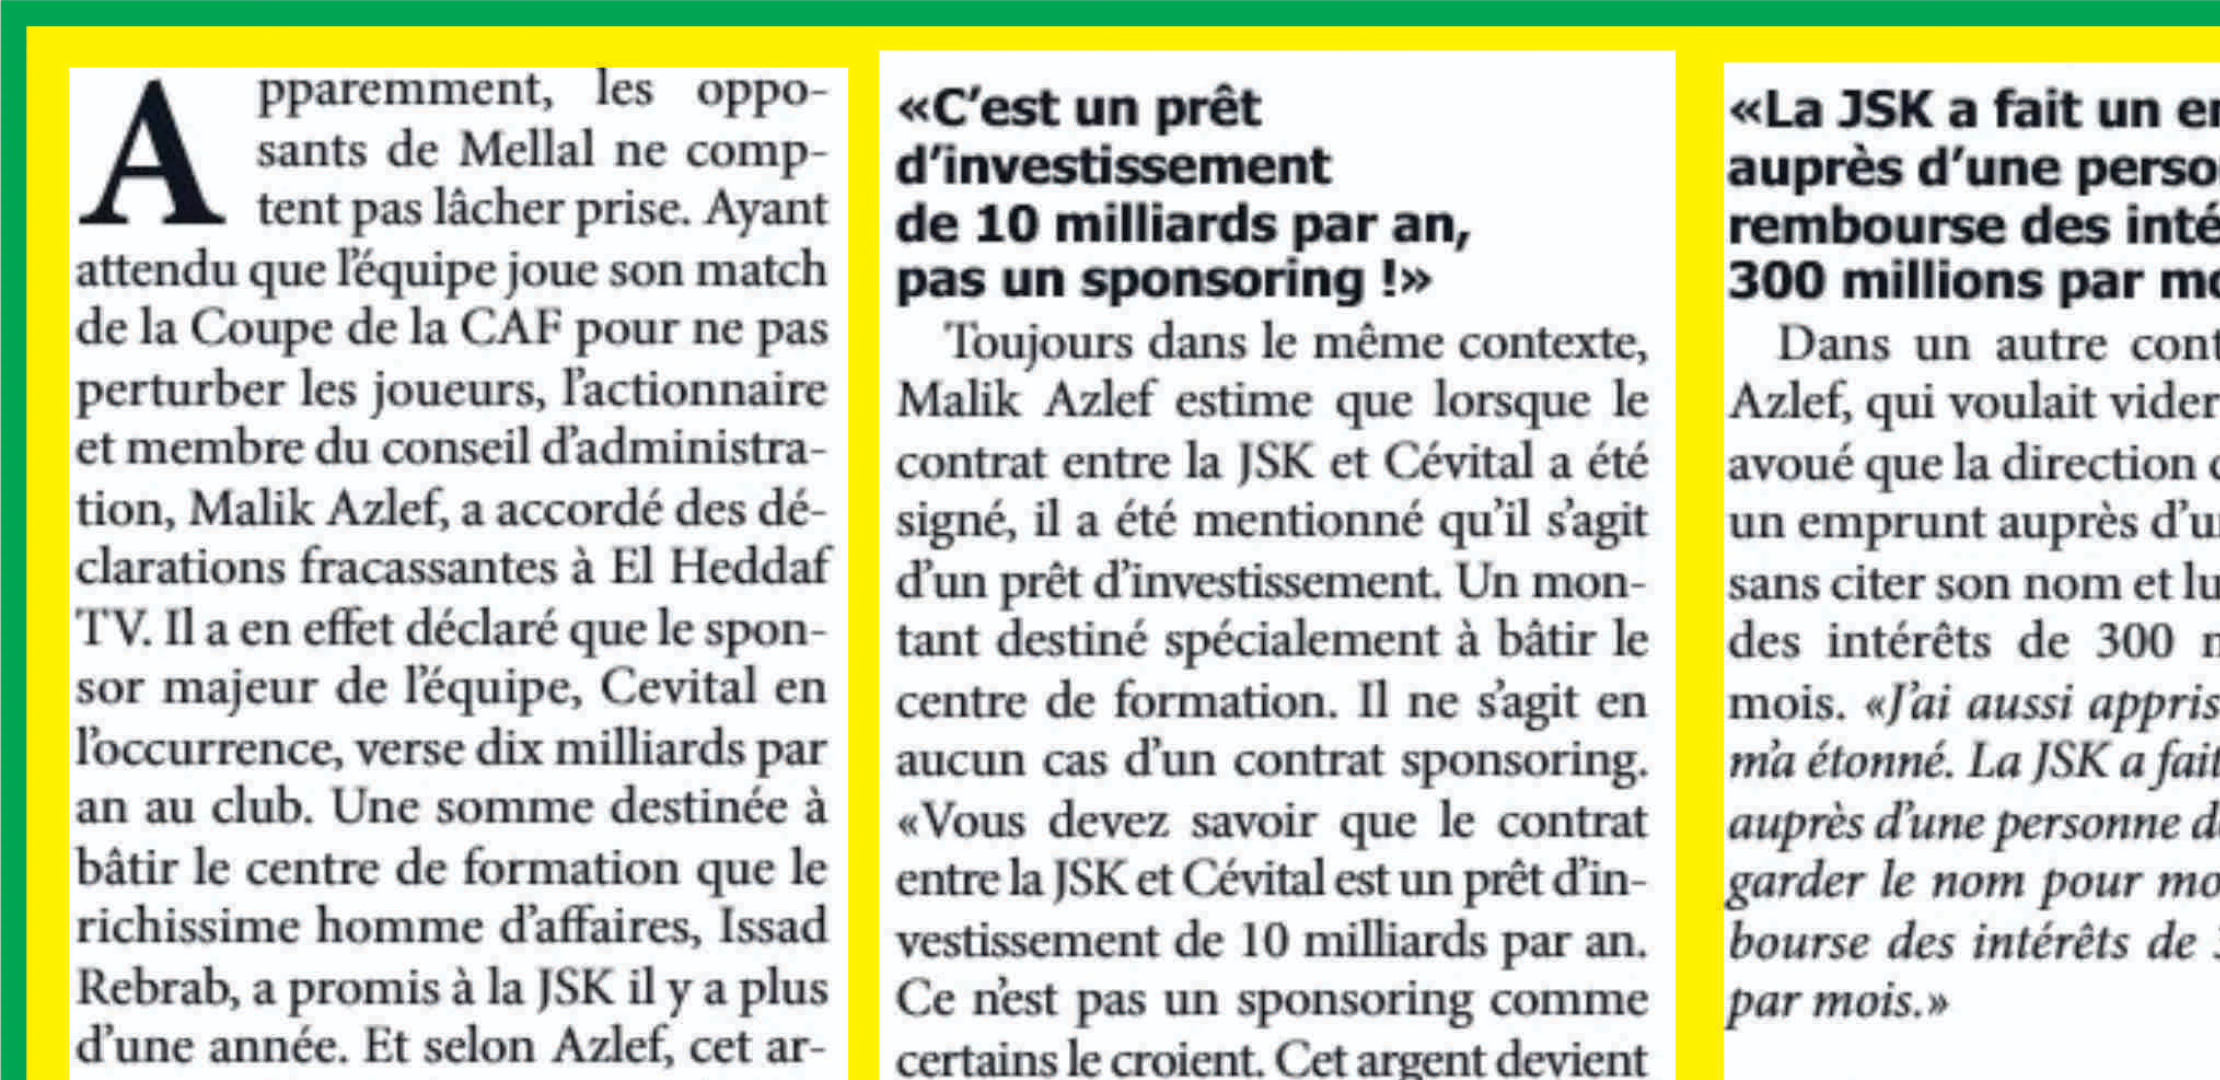 Apparemment, les oppo-
sants de Mellal ne comp-
tent pas lâcher prise. Ayant
attendu que l'équipe joue son match
de la Coupe de la CAF pour ne pas
perturber les joueurs, l'actionnaire
et membre du conseil d'administra-
tion, Malik Azlef, a accordé des dé-
clarations fracassantes à El Heddaf
TV. Il a en effet déclaré que le spon-
sor majeur de l'équipe, Cevital en
l'occurrence, verse dix milliards par
an au club. Une somme destinée à
bâtir le centre de formation que le
richissime homme d'affaires, Issad
Rebrab, a promis à la JSK il y a plus
d'une année. Et selon Azlef, cet ar-
«C'est un prêt
d'investissement
de 10 milliards par an,
pas un sponsoring !»
Toujours dans le même contexte,
Malik Azlef estime que lorsque le
contrat entre la JSK et Cévital a été
signé, il a été mentionné qu'il s'agit
d'un prêt d'investissement. Un mon-
tant destiné spécialement à bâtir le
centre de formation. Il ne s'agit en
aucun cas d'un contrat sponsoring.
«Vous devez savoir que le contrat
entre la JSK et Cévital est un prêt d'in-
vestissement de 10 milliards par an.
Ce n'est pas un sponsoring comme
certains le croient. Cet argent devient
«La JSK a fait un
auprès d'une
rembourse des
300 millions par
Dans un autre
Azlef, qui voulait vider
avoué que la direction
un emprunt auprès
sans citer son nom et
des intérêts de 300
mois. «J'ai aussi appris
m'a étonné. La JSK a fait
auprès d'une personne
garder le nom pour
bourse des intérêts de
par mois.»